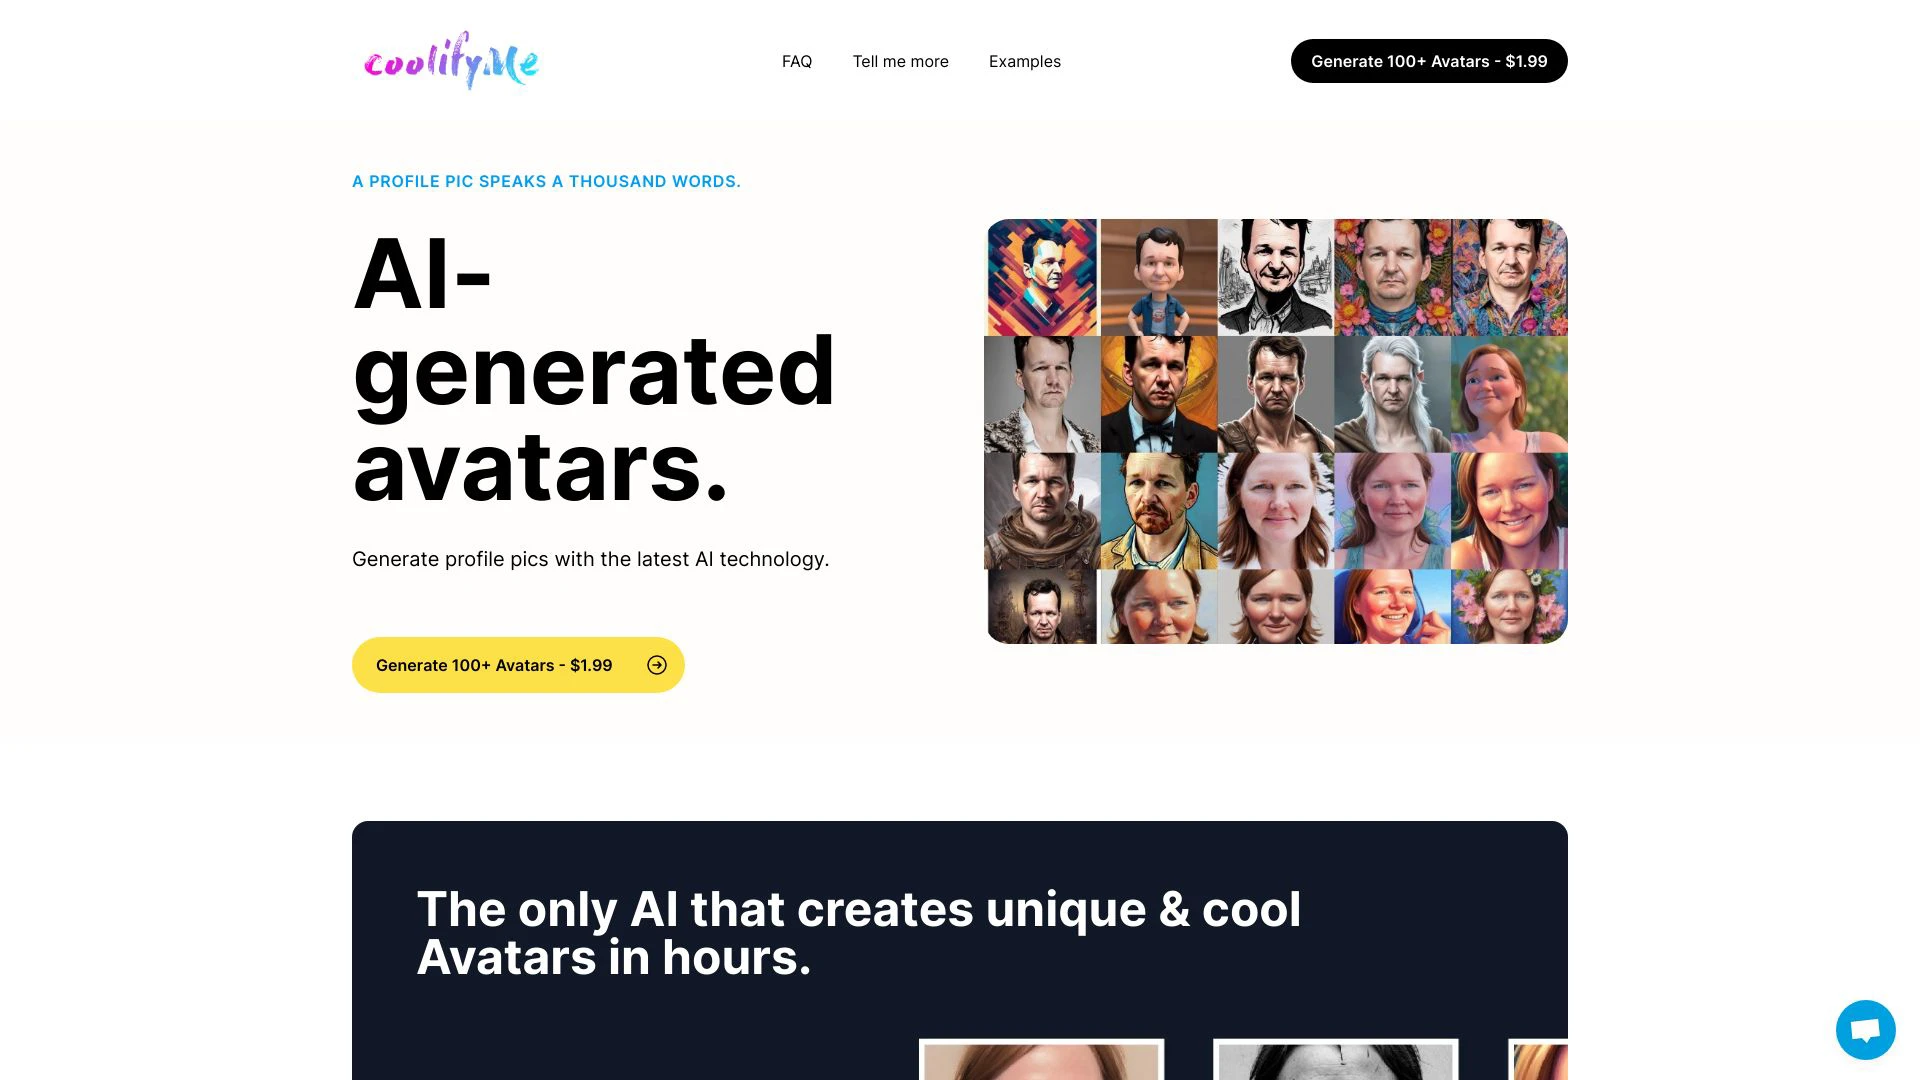 coolifyMe
FAQ
Tell me more
Examples
Generate 100+ Avatars - $1.99
A PROFILE PIC SPEAKS A THOUSAND WORDS.
AI-
generated
avatars.
Generate profile pics with the latest AI technology.
Generate 100+ Avatars - $1.99
The only AI that creates unique & cool
Avatars in hours.